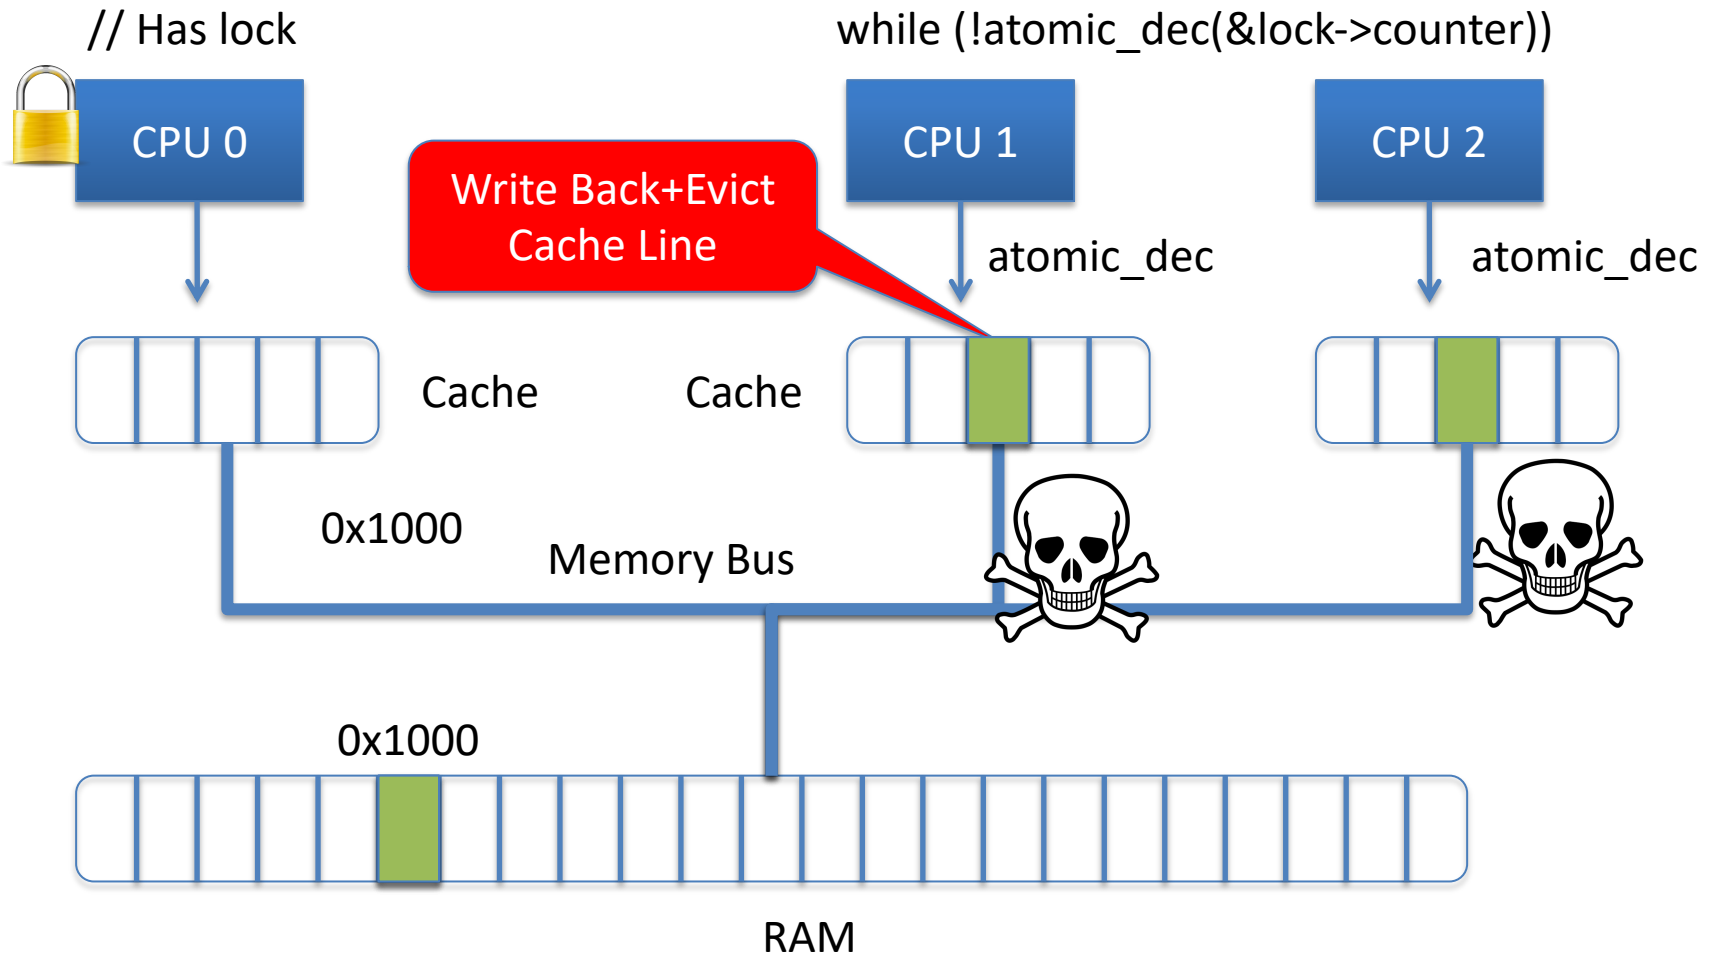 // Has lock
while (!atomic_dec(&lock->counter))
CPU 0
CPU 1
CPU 2
Write Back+Evict
Cache Line
atomic_dec
atomic_dec
Cache
Cache
0x1000
Memory Bus
0x1000
RAM